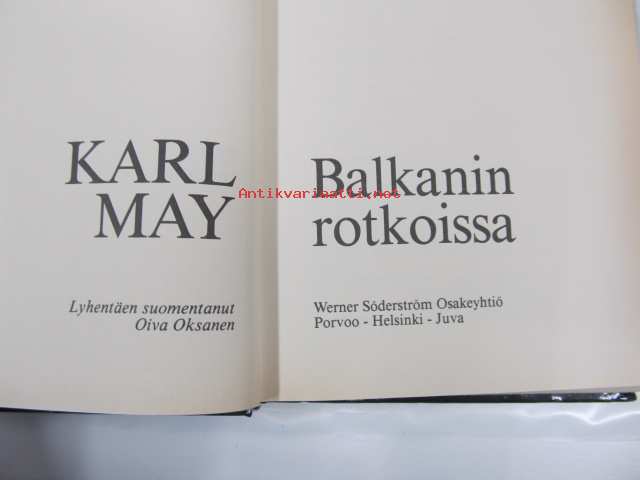 KARL
MAY
Lyhentäen suomentanut
Oiva Oksanen
Balkanin
rotkoissa
Werner Söderström Osakeyhtiö
Porvoo - Helsinki - Juva
Antikvariaatti.net